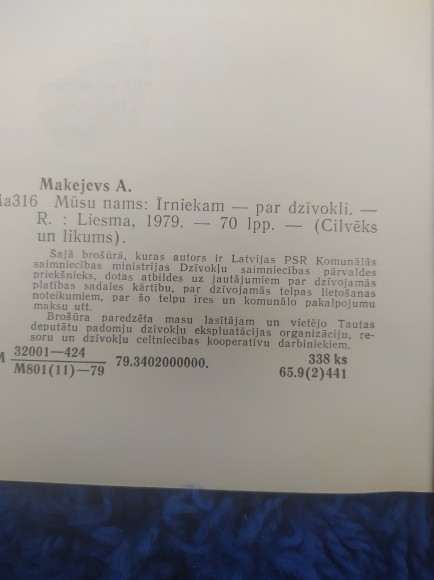 Makejevs A.
Ma316 Mūsu nams: Īrniekam — par dzīvokli. —
R. : Liesma, 1979. — 70 lpp. — (Cilvēks
un likums).
Šajā brošūrā, kuras autors ir Latvijas PSR Komunālās
saimniecības ministrijas Dzīvokļu saimniecības pārvaldes
priekšnieks, dotas atbildes uz jautājumiem par dzīvojamās
platības sadales kārtību, par dzīvojamās telpas lietošanas
noteikumiem, par šo telpu īres un komunālo pakalpojumu
maksu utt.
Brošūra paredzēta masu lasītājam un vietējo Tautas
deputātu padomju dzīvokļu ekspluatācijas organizāciju, re-
soru un dzīvokļu celtniecības kooperatīvu darbiniekiem.
M 32001—424
M801(11)—79 79.3402000000. 338 ks
65.9(2)441